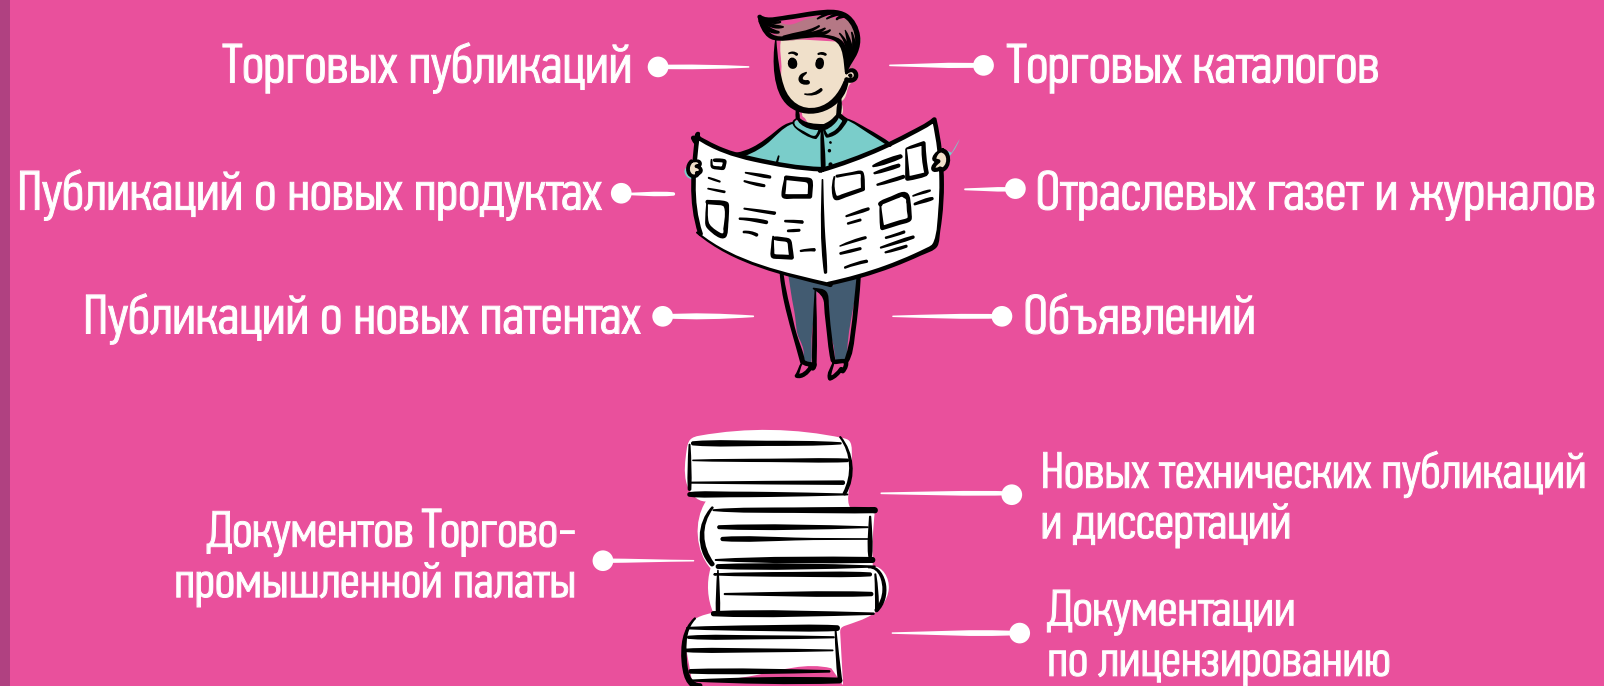 Торговых публикаций
Торговых каталогов
Публикаций о новых продуктах
Отраслевых газет и журналов
Публикаций о новых патентах
Объявлений
Новых технических публикаций
и диссертаций
Документов Торгово-
промышленной палаты
Документации
по лицензированию